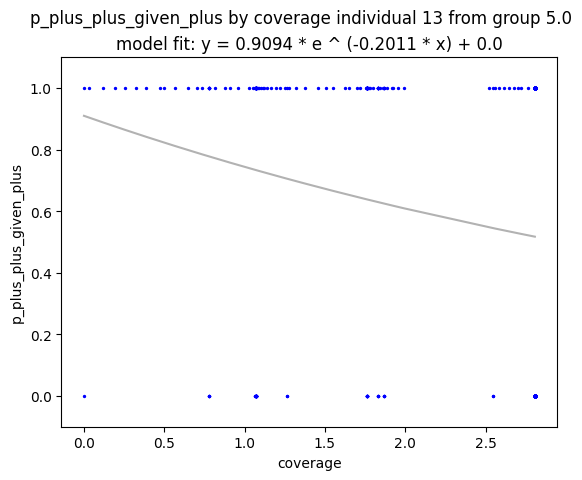 p_plus_plus_given_plus by coverage individual 13 from group 5.0
model fit: y = 0.9094 * e ^ (-0.2011 * x) + 0.0
1.0
0.8
0.6
0.4
0.2
0.0
p_plus_plus_given_plus
0.0 0.5 1.0 1.5 2.0 2.5
coverage